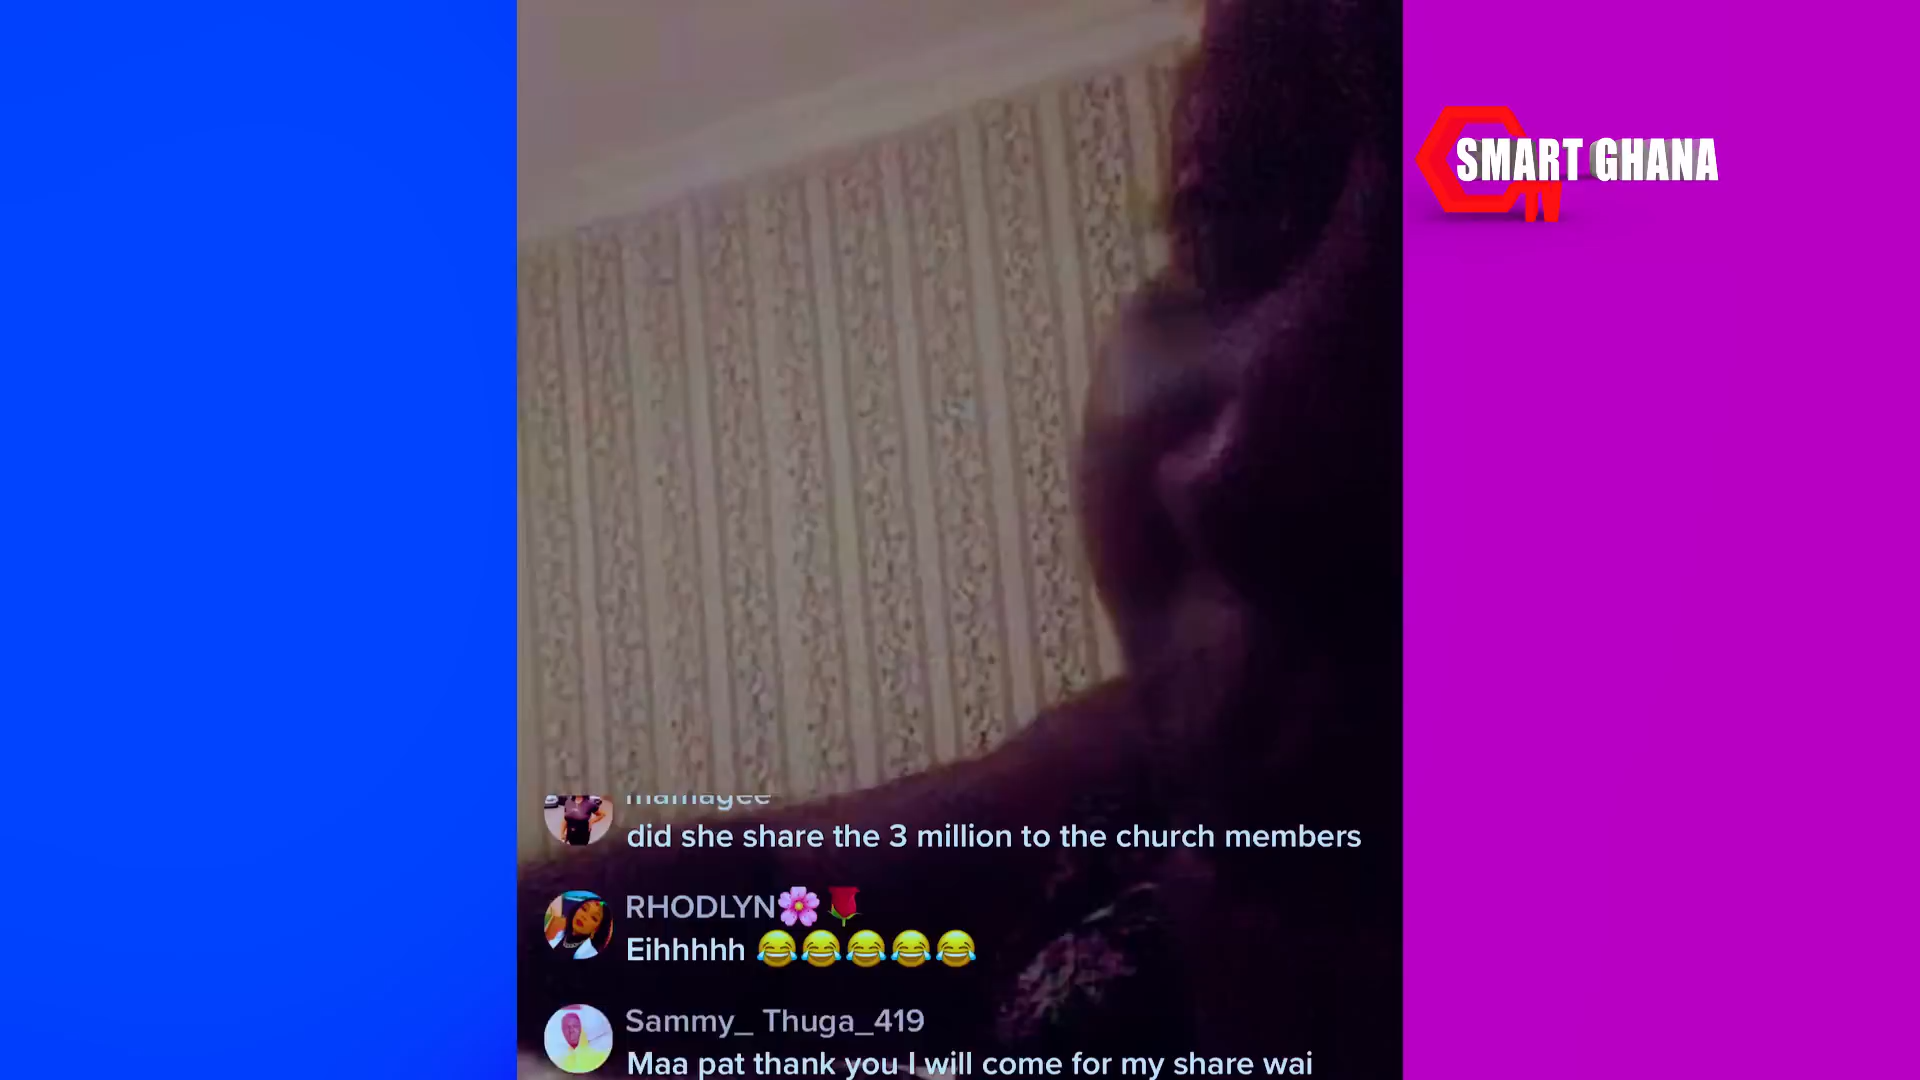 SMART GHANA
TV
mamagee
did she share the 3 million to the church members
RHODLYN🌸🌹
Eihhhhh 😂😂😂😂😂
Sammy_ Thuga_419
Maa pat thank you I will come for my share wai